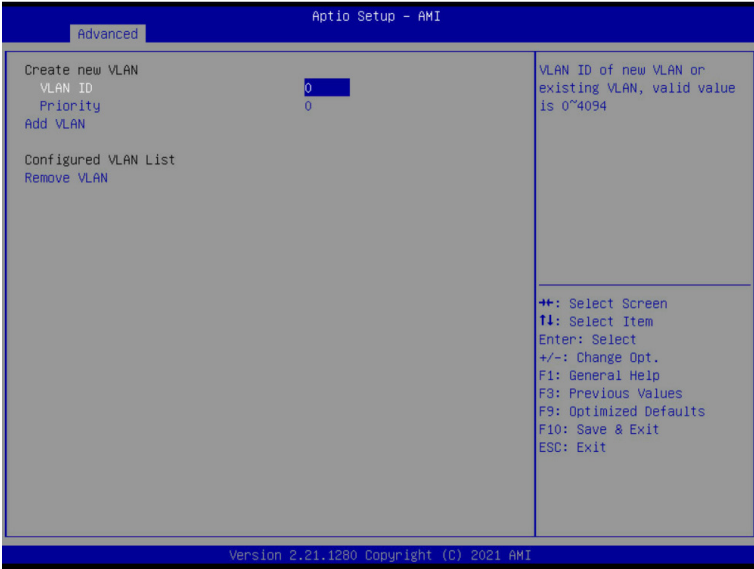 Aptio Setup – AMI
Advanced
Create new VLAN
VLAN ID 0
Priority 0
Add VLAN
Configured VLAN List
Remove VLAN
VLAN ID of new VLAN or
existing VLAN, valid value
is 0~4094
→←: Select Screen
↑↓: Select Item
Enter: Select
+/-: Change Opt.
F1: General Help
F3: Previous Values
F9: Optimized Defaults
F10: Save & Exit
ESC: Exit
Version 2.21.1280 Copyright (C) 2021 AMI